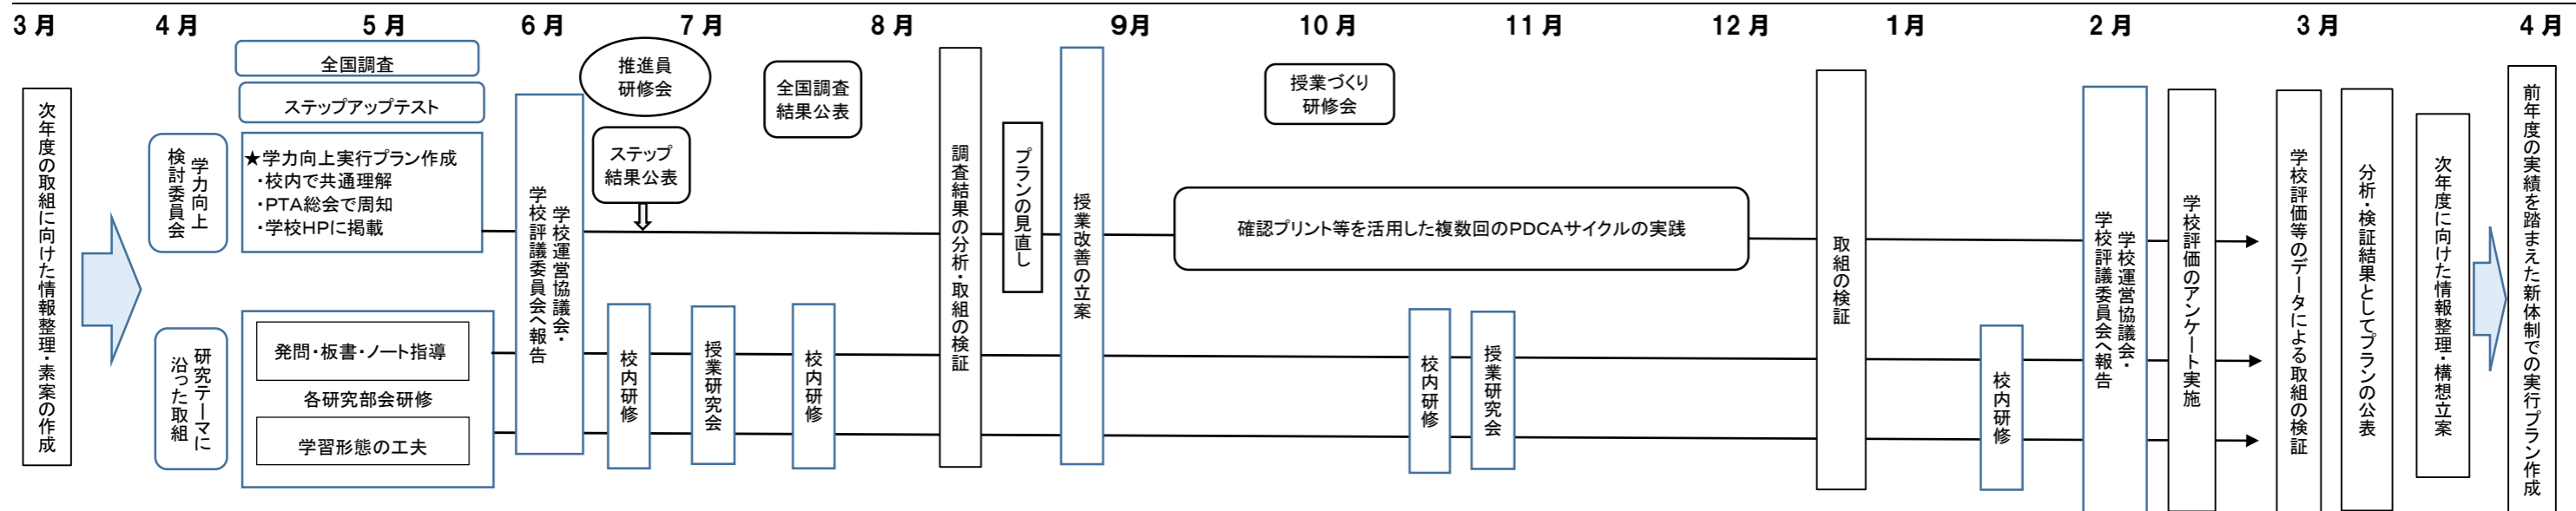 3月 4月 5月 6月 7月 8月 9月 10月 11月 12月 1月 2月 3月 4月
次年度の取組に向けた情報整理・素案の作成
学力向上
検討委員会
研究テーマに
沿った取組
全国調査
ステップアップテスト
★学力向上実行プラン作成
・校内で共通理解
・PTA総会で周知
・学校HPに掲載
発問・板書・ノート指導
各研究部会研修
学習形態の工夫
学校運営協議会・
学校評議委員会へ報告
推進員
研修会
ステップ
結果公表
校内研修
授業研究会
全国調査
結果公表
校内研修
調査結果の分析・取組の検証
プランの見直し
授業改善の立案
授業づくり
研修会
確認プリント等を活用した複数回のPDCAサイクルの実践
校内研修
授業研究会
取組の検証
校内研修
学校運営協議会・
学校評議委員会へ報告
学校評価のアンケート実施
学校評価等のデータによる取組の検証
分析・検証結果としてプランの公表
次年度に向けた情報整理・構想立案
前年度の実績を踏まえた新体制での実行プラン作成